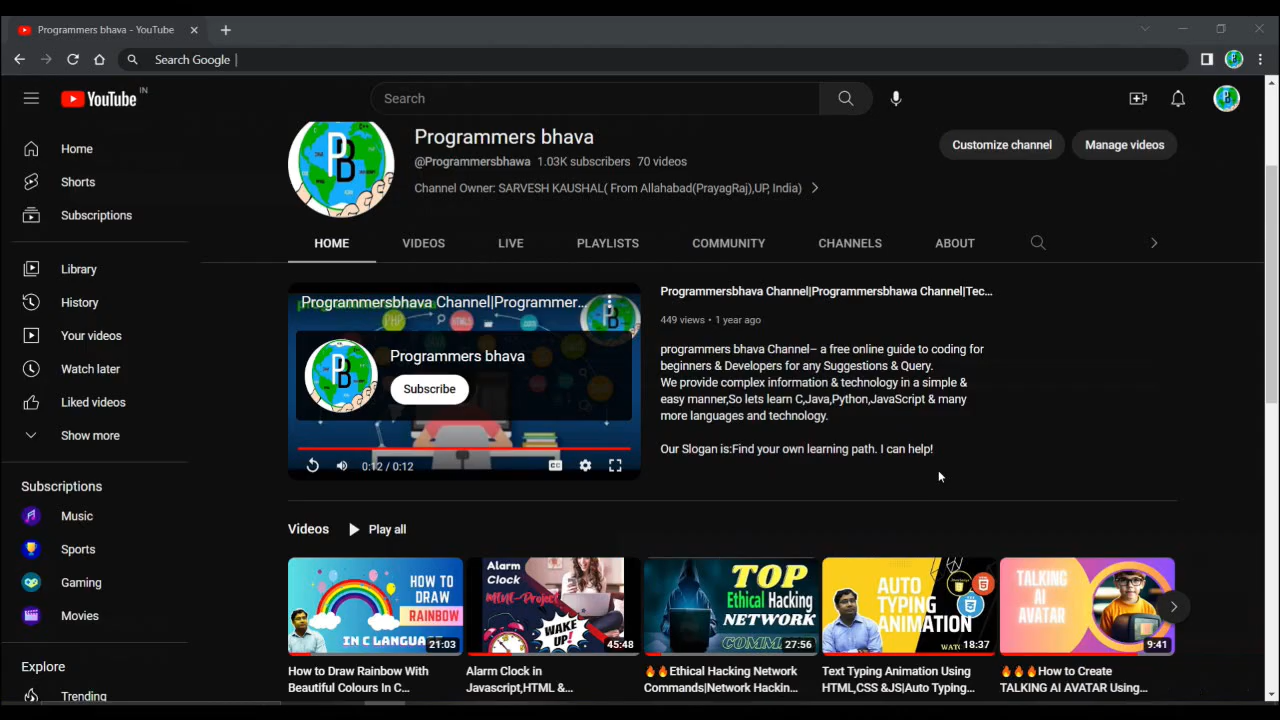 Programmers bhava - YouTube
Search Google
YouTube IN
Search
Home
Shorts
Subscriptions
Library
History
Your videos
Watch later
Liked videos
Show more
Subscriptions
Music
Sports
Gaming
Movies
Explore
Trending
PB
Programmers bhava
@Programmersbhawa 1.03K subscribers 70 videos
Channel Owner: SARVESH KAUSHAL( From Allahabad(PrayagRaj),UP, India)
Customize channel
Manage videos
HOME VIDEOS LIVE PLAYLISTS COMMUNITY CHANNELS ABOUT
Programmersbhava Channel|Programmer...
PHP
Programmers bhava
Subscribe
0:12 / 0:12
CC
Programmersbhava Channel|Programmersbhawa Channel|Tec...
449 views • 1 year ago
programmers bhava Channel– a free online guide to coding for
beginners & Developers for any Suggestions & Query.
We provide complex information & technology in a simple &
easy manner,So lets learn C,Java,Python,JavaScript & many
more languages and technology.
Our Slogan is:Find your own learning path. I can help!
Videos
Play all
HOW TO
DRAW
RAINBOW
IN C LANGUAGE
21:03
How to Draw Rainbow With
Beautiful Colours In C...
Alarm
Clock
MINI-Project
WAKE
UP!
45:48
Alarm Clock in
Javascript,HTML &...
TOP
Ethical Hacking
NETWORK
27:56
🔥🔥Ethical Hacking Network
Commands|Network Hackin...
AUTO
TYPING
ANIMATION
18:37
Text Typing Animation Using
HTML,CSS &JS|Auto Typing...
TALKING
AI
AVATAR
9:41
🔥🔥🔥How to Create
TALKING AI AVATAR Using...